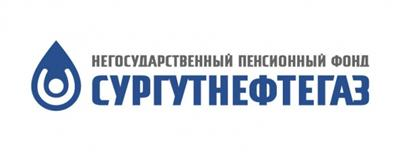 НЕГОСУДАРСТВЕННЫЙ ПЕНСИОННЫЙ ФОНД
СУРГУТНЕФТЕГАЗ